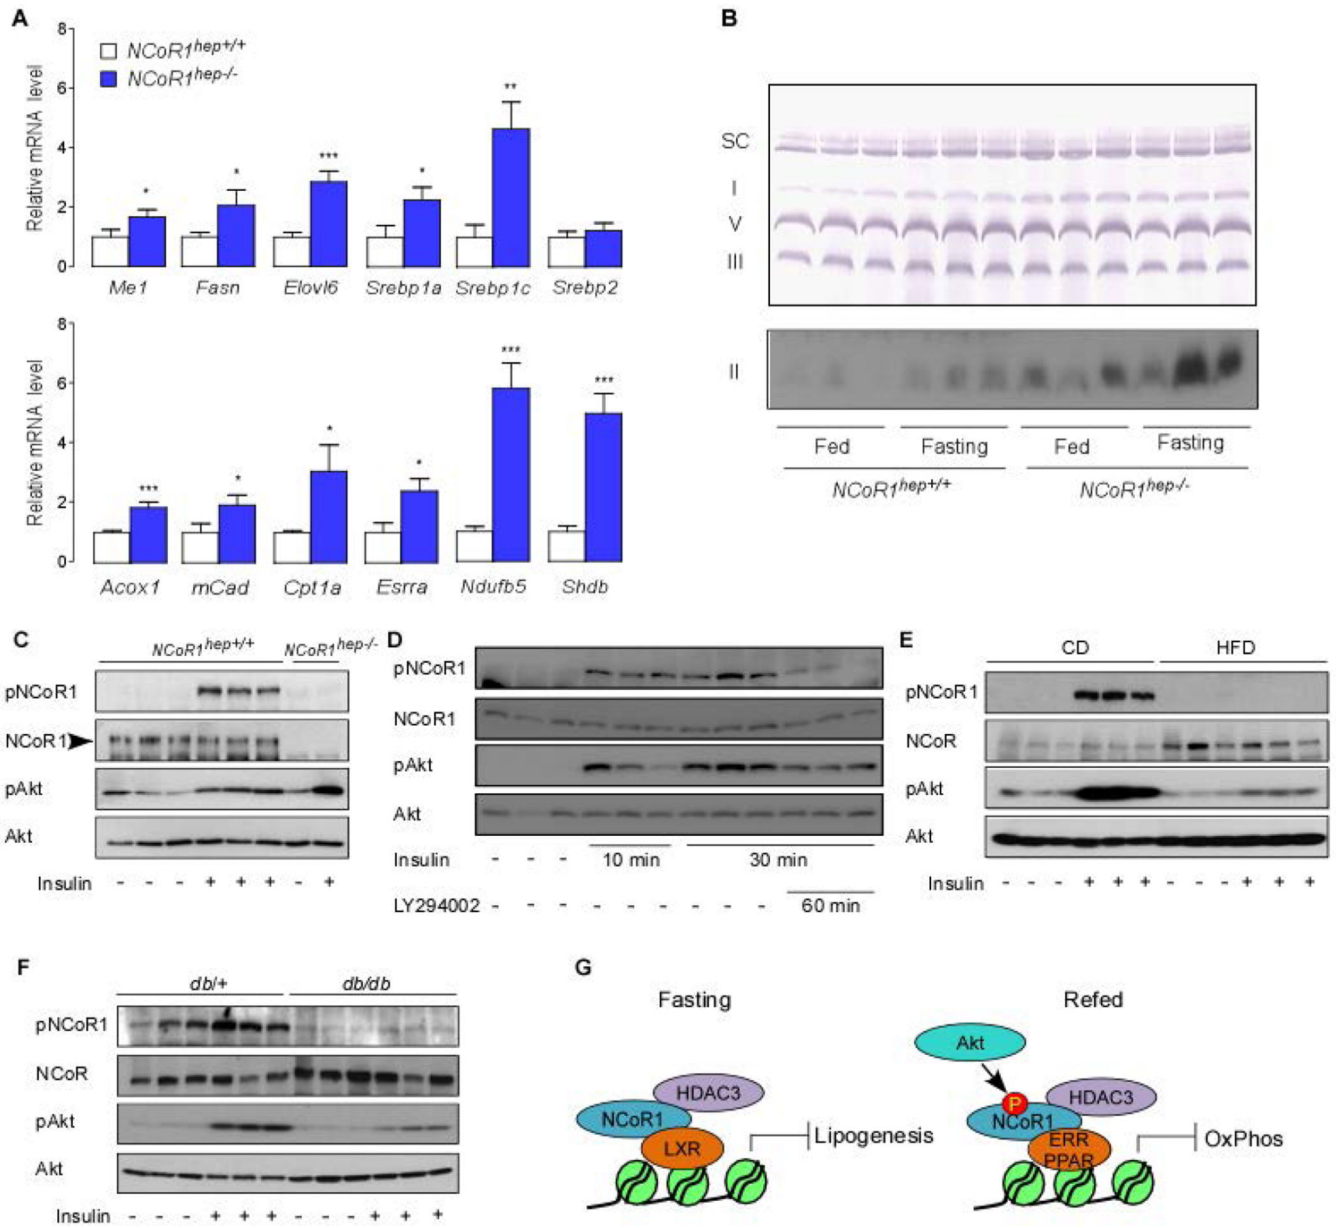 A
8
6
4
2
0
Relative mRNA level
NCoR1hep+/+
NCoR1hep-/-
*
*
***
*
**
Me1 Fasn Elovl6 Srebp1a Srebp1c Srebp2
8
6
4
2
0
Relative mRNA level
***
*
*
*
***
***
Acox1 mCad Cpt1a Esrra Ndufb5 Shdb
B
SC
I
V
III
II
Fed Fasting Fed Fasting
NCoR1hep+/+ NCoR1hep-/-
C
NCoR1hep+/+ NCoR1hep-/-
pNCoR1
NCoR1
pAkt
Akt
Insulin - - - + + + - +
D
pNCoR1
NCoR1
pAkt
Akt
Insulin - - - 10 min 30 min
LY294002 - - - - - - - - - 60 min
E
CD HFD
pNCoR1
NCoR
pAkt
Akt
Insulin - - - + + + - - - + + +
F
db/+ db/db
pNCoR1
NCoR
pAkt
Akt
Insulin - - - + + + - - - + + +
G
Fasting
HDAC3
NCoR1
LXR
Lipogenesis
Refed
Akt
P
HDAC3
NCoR1
ERR
PPAR
OxPhos